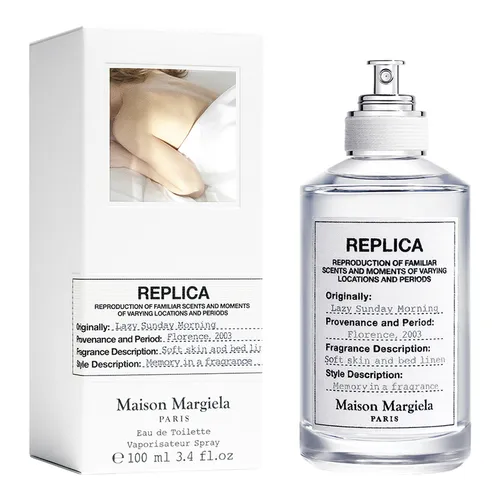 REPLICA
REPRODUCTION OF FAMILIAR SCENTS AND MOMENTS
OF VARYING LOCATIONS AND PERIODS
Originally: Lazy Sunday Morning
Provenance and Period: Florence, 2003
Fragrance Description: Soft skin and bed linen
Style Description: Memory in a fragrance
Maison Margiela
PARIS
Eau de Toilette
Vaporisateur Spray
℮ 100 ml 3.4 fl.oz
REPLICA
REPRODUCTION OF FAMILIAR
SCENTS AND MOMENTS OF VARYING
LOCATIONS AND PERIODS
Originally:
Lazy Sunday Morning
Provenance and Period:
Florence, 2003
Fragrance Description:
Soft skin and bed linen
Style Description:
Memory in a fragrance
Maison Margiela
PARIS